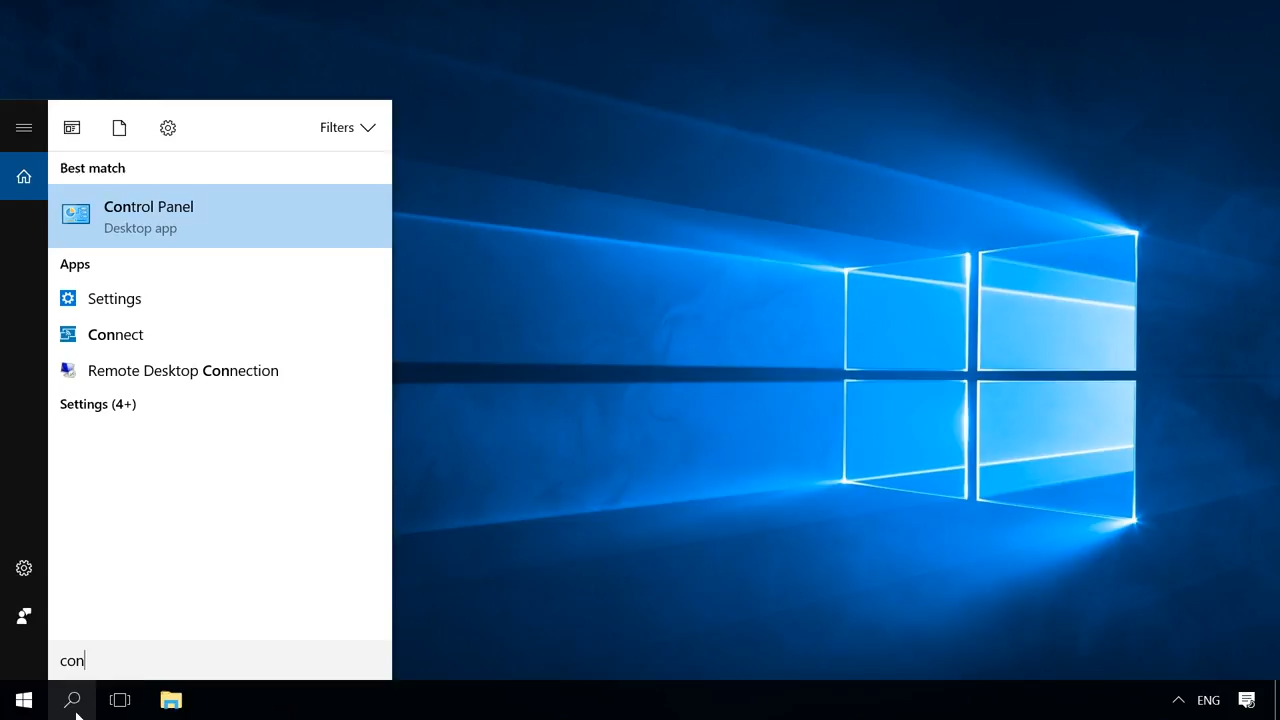 Filters
Best match
Control Panel
Desktop app
Apps
Settings
Connect
Remote Desktop Connection
Settings (4+)
con
ENG